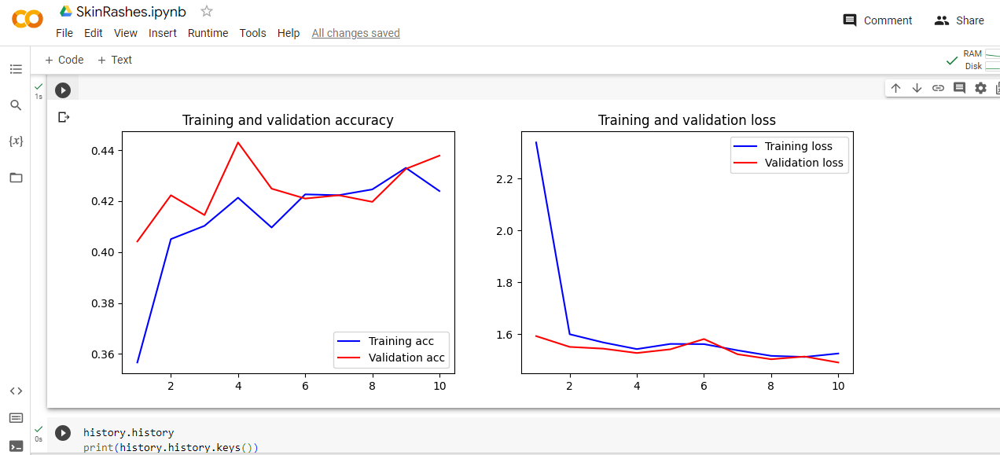 SkinRashes.ipynb
File Edit View Insert Runtime Tools Help All changes saved
Comment Share
+ Code + Text
RAM
Disk
1s
{x}
Training and validation accuracy
0.44
0.42
0.40
0.38
0.36
2 4 6 8 10
Training acc
Validation acc
Training and validation loss
2.2
2.0
1.8
1.6
2 4 6 8 10
Training loss
Validation loss
0s
history.history
print(history.history.keys())